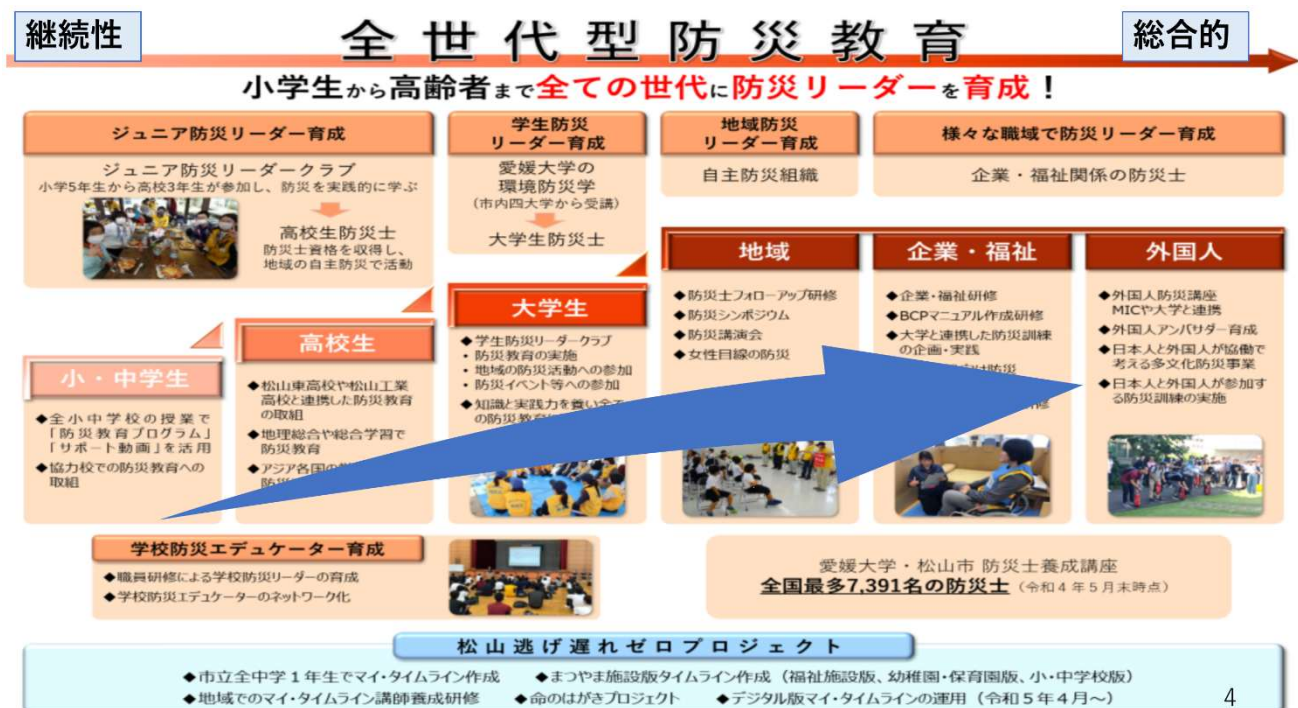 継続性
全世代型防災教育
総合的
小学生から高齢者まで全ての世代に防災リーダーを育成！
ジュニア防災リーダー育成
ジュニア防災リーダークラブ
小学5年生から高校3年生が参加し、防災を実践的に学ぶ
高校生防災士
防災士資格を取得し、
地域の自主防災で活動
学生防災
リーダー育成
愛媛大学の
環境防災学
（市内四大学から受講）
大学生防災士
地域防災
リーダー育成
自主防災組織
様々な職域で防災リーダー育成
企業・福祉関係の防災士
小・中学生
◆全小中学校の授業で
「防災教育プログラム」
「サポート動画」を活用
◆協力校での防災教育への
取組
高校生
◆松山東高校や松山工業
高校と連携した防災教育
の取組
◆地理総合や総合学習で
防災教育
◆アジア各国の
防災
大学生
◆学生防災リーダークラブ
・防災教育の実施
・地域の防災活動への参加
・防災イベント等への参加
◆知識と実践力を養い全
の防災教育
地域
◆防災士フォローアップ研修
◆防災シンポジウム
◆防災講演会
◆女性目線の防災
企業・福祉
◆企業・福祉研修
◆BCPマニュアル作成研修
◆大学と連携した防災訓練
の企画・実践
外国人
◆外国人防災講座
MICや大学と連携
◆外国人アンバサダー育成
◆日本人と外国人が協働で
考える多文化防災事業
◆日本人と外国人が参加す
る防災訓練の実施
学校防災エデュケーター育成
◆職員研修による学校防災リーダーの育成
◆学校防災エデュケーターのネットワーク化
愛媛大学・松山市 防災士養成講座
全国最多7,391名の防災士（令和４年５月末時点）
松山逃げ遅れゼロプロジェクト
◆市立全中学１年生でマイ・タイムライン作成 ◆まつやま施設版タイムライン作成（福祉施設版、幼稚園・保育園版、小・中学校版）
◆地域でのマイ・タイムライン講師養成研修 ◆命のはがきプロジェクト ◆デジタル版マイ・タイムラインの運用（令和５年４月～）
4